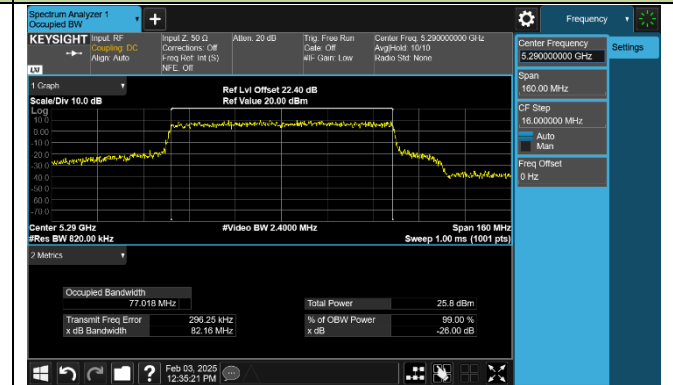 Spectrum Analyzer 1
Occupied BW
Frequency
KEYSIGHT
Input: RF
Coupling: DC
Align: Auto
Input Z: 50 Ω
Corrections: Off
Freq Ref: Int (S)
NFE: Off
Atten: 20 dB
Trig: Free Run
Gate: Off
#IF Gain: Low
Center Freq: 5.290000000 GHz
Avg|Hold: 10/10
Radio Std: None
LXI
Center Frequency
5.290000000 GHz
Settings
Span
160.00 MHz
CF Step
16.000000 MHz
Auto
Man
Freq Offset
0 Hz
1 Graph
Scale/Div 10.0 dB
Ref Lvl Offset 22.40 dB
Ref Value 20.00 dBm
Log
10.0
0.00
-10.0
-20.0
-30.0
-40.0
-50.0
-60.0
-70.0
Center 5.29 GHz
#Video BW 2.4000 MHz
Span 160 MHz
#Res BW 820.00 kHz
Sweep 1.00 ms (1001 pts)
2 Metrics
Occupied Bandwidth
77.018 MHz
Total Power
25.8 dBm
Transmit Freq Error
296.25 kHz
% of OBW Power
99.00 %
x dB Bandwidth
82.16 MHz
x dB
-26.00 dB
Feb 03, 2025
12:35:21 PM